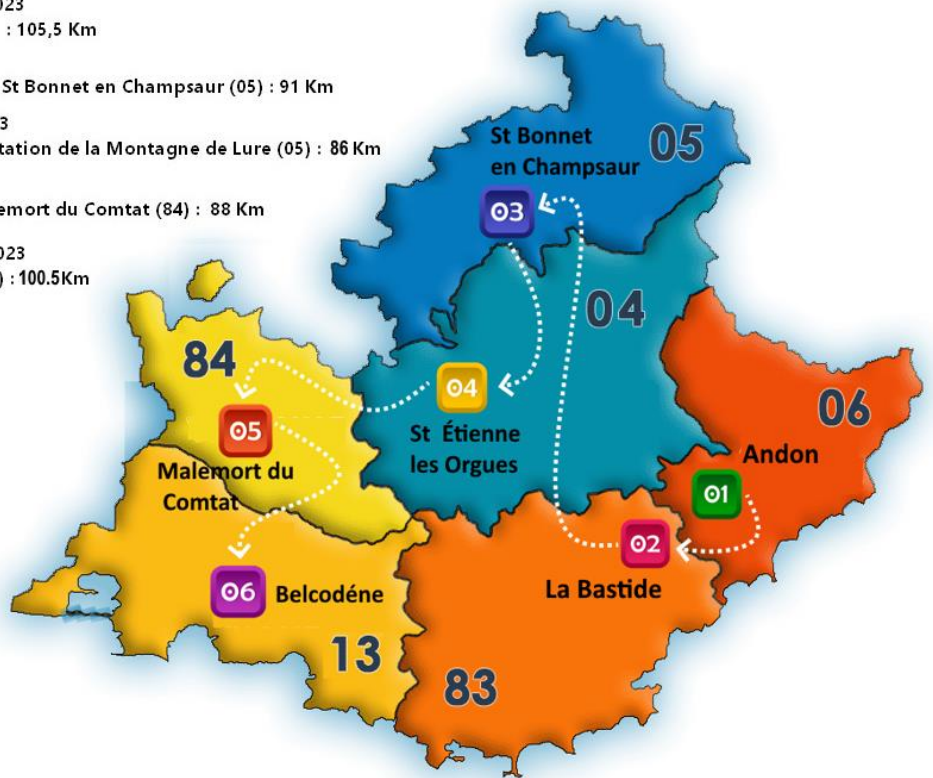 023
: 105,5 Km
St Bonnet en Champsaur (05) : 91 Km
3
tation de la Montagne de Lure (05) : 86 Km
emort du Comtat (84) : 88 Km
023
) : 100.5Km
St Bonnet
en Champsaur
05
03
04
84
04
06
05
St Étienne
les Orgues
Andon
Malemort du
Comtat
01
02
La Bastide
06
Belcodéne
13
83